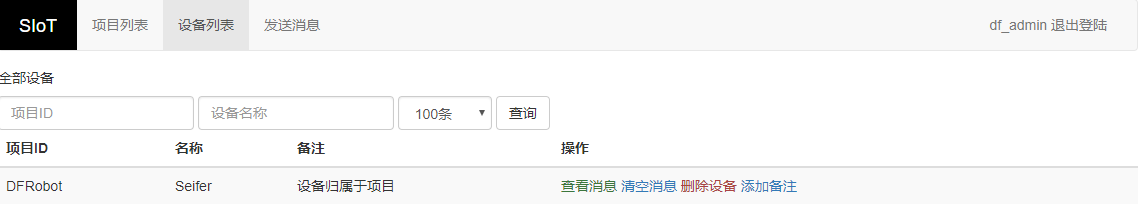 SIoT 项目列表 设备列表 发送消息 df_admin 退出登陆
全部设备
项目ID 设备名称 100条 查询
项目ID 名称 备注 操作
DFRobot Seifer 设备归属于项目 查看消息 清空消息 删除设备 添加备注